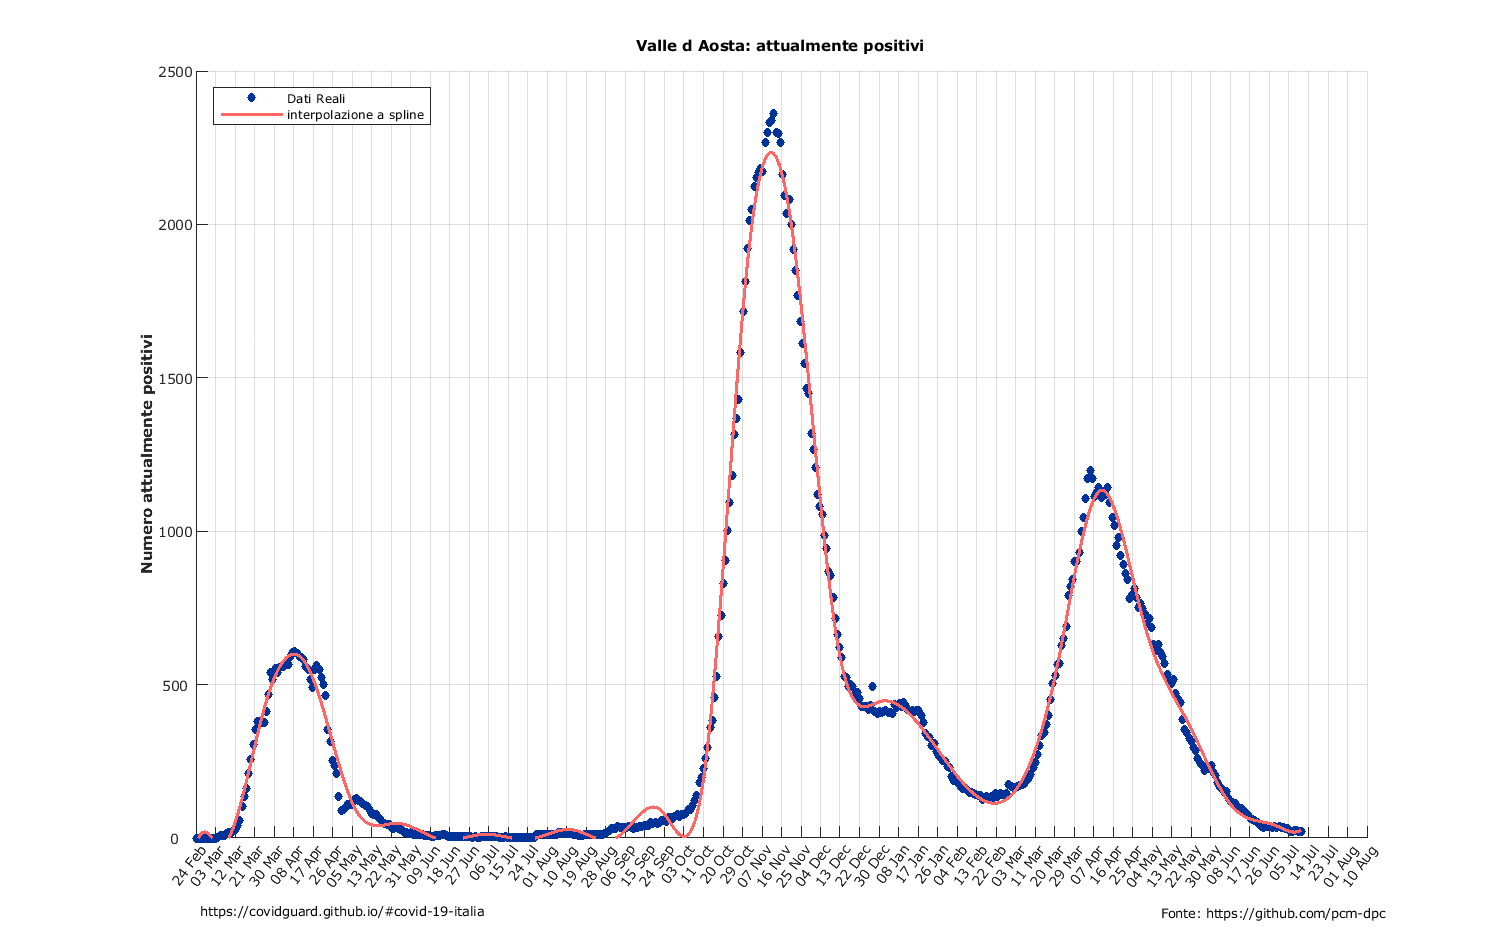 Valle d Aosta: attualmente positivi
Dati Reali
interpolazione a spline
Numero attualmente positivi
2500
2000
1500
1000
500
0
24 Feb
03 Mar
12 Mar
21 Mar
30 Mar
08 Apr
17 Apr
26 Apr
05 May
13 May
22 May
31 May
09 Jun
18 Jun
27 Jun
06 Jul
15 Jul
24 Jul
01 Aug
10 Aug
19 Aug
28 Aug
06 Sep
15 Sep
24 Sep
03 Oct
11 Oct
20 Oct
29 Oct
07 Nov
16 Nov
25 Nov
04 Dec
13 Dec
22 Dec
30 Dec
08 Jan
17 Jan
26 Jan
04 Feb
13 Feb
22 Feb
03 Mar
11 Mar
20 Mar
29 Mar
07 Apr
16 Apr
25 Apr
04 May
13 May
22 May
30 May
08 Jun
17 Jun
26 Jun
05 Jul
14 Jul
23 Jul
01 Aug
10 Aug
https://covidguard.github.io/#covid-19-italia
Fonte: https://github.com/pcm-dpc